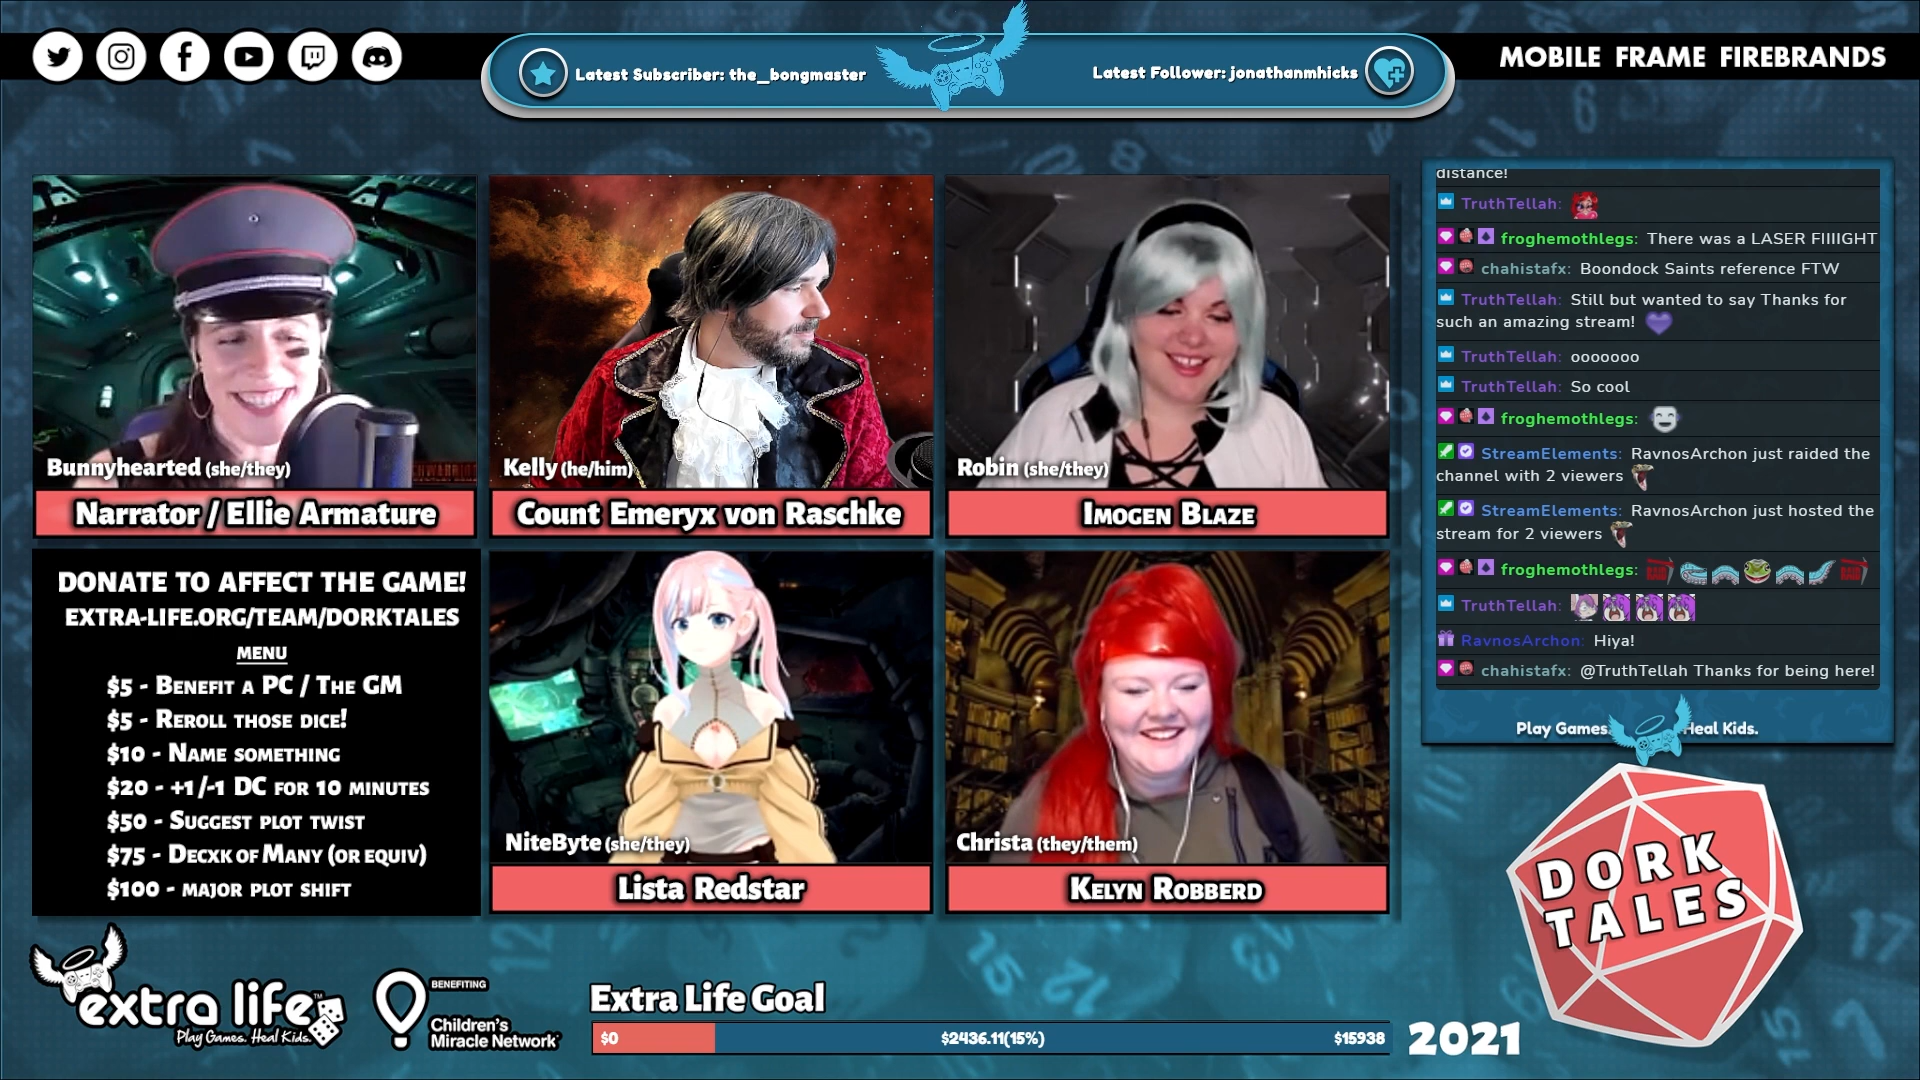 Latest Subscriber: the_bongmaster
Latest Follower: jonathanmhicks
MOBILE FRAME FIREBRANDS
Bunnyhearted (she/they)
Narrator / Ellie Armature
Kelly (he/him)
Count Emeryx von Raschke
Robin (she/they)
Imogen Blaze
DONATE TO AFFECT THE GAME!
EXTRA-LIFE.ORG/TEAM/DORKTALES
MENU
$5 - Benefit a PC / The GM
$5 - Reroll those dice!
$10 - Name something
$20 - +1/-1 DC for 10 minutes
$50 - Suggest plot twist
$75 - Decxk of Many (or equiv)
$100 - major plot shift
NiteByte (she/they)
Lista Redstar
Christa (they/them)
Kelyn Robberd
distance!
TruthTellah:
froghemothlegs: There was a LASER FIIIIGHT
chahistafx: Boondock Saints reference FTW
TruthTellah: Still but wanted to say Thanks for
such an amazing stream!
TruthTellah: ooooooo
TruthTellah: So cool
froghemothlegs:
StreamElements: RavnosArchon just raided the
channel with 2 viewers
StreamElements: RavnosArchon just hosted the
stream for 2 viewers
froghemothlegs:
TruthTellah:
RavnosArchon: Hiya!
chahistafx: @TruthTellah Thanks for being here!
Play Games. Heal Kids.
DORK
TALES
extra life
Play Games. Heal Kids.
BENEFITING
Children's
Miracle Network
Extra Life Goal
$0
$2436.11(15%)
$15938
2021